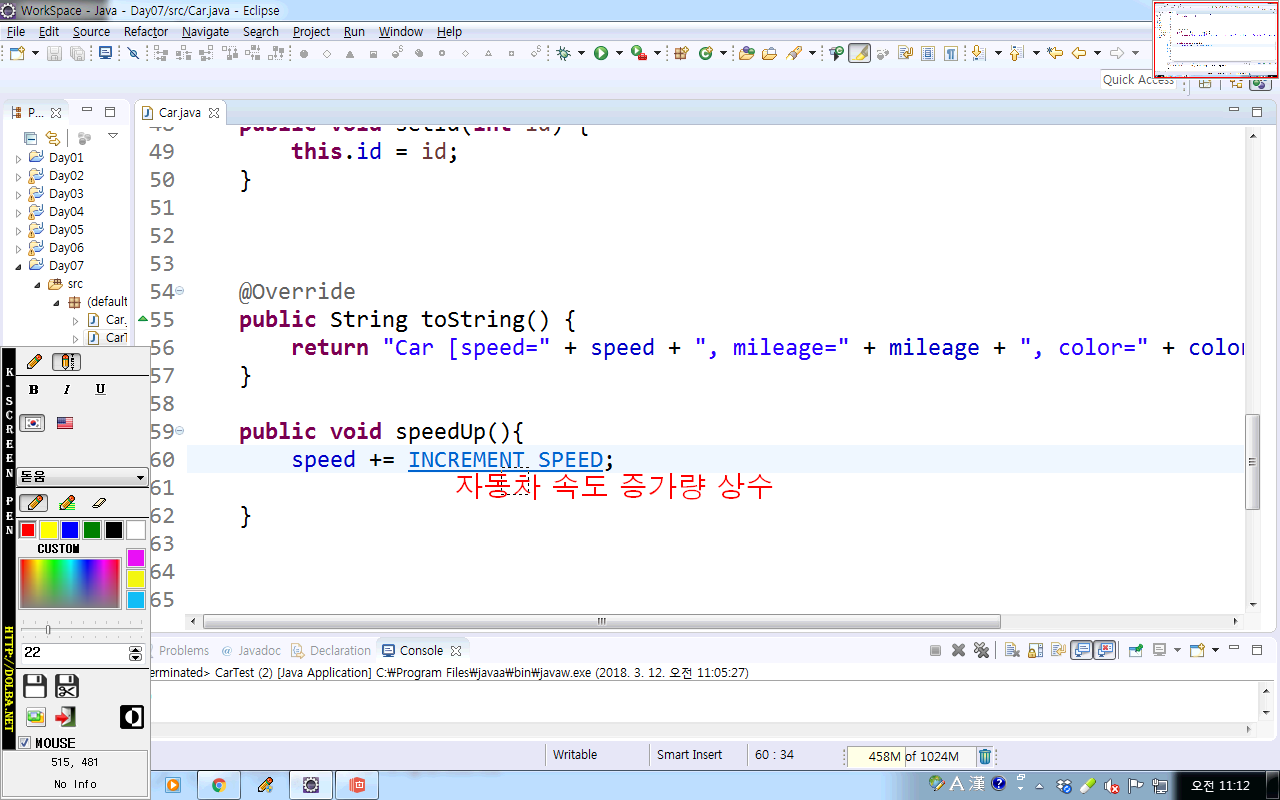 WorkSpace - Java - Day07/src/Car.java - Eclipse
File Edit Source Refactor Navigate Search Project Run Window Help
Quick Access
P...
Car.java
Day01
Day02
Day03
Day04
Day05
Day06
Day07
src
(default
Car.
CarT
48 public void setId(int id) {
49 this.id = id;
50 }
51
52
53
54 @Override
55 public String toString() {
56 return "Car [speed=" + speed + ", mileage=" + mileage + ", color=" + color
57 }
58
59 public void speedUp(){
60 speed += INCREMENT_SPEED;
61 자동차 속도 증가량 상수
62 }
63
64
65
K-SCREEN PEN
HTTP://DOLBA.NET
B I U
돋움
CUSTOM
22
MOUSE
515, 481
No Info
Problems @ Javadoc Declaration Console
erminated> CarTest (2) [Java Application] C:₩Program Files₩javaa₩bin₩javaw.exe (2018. 3. 12. 오전 11:05:27)
Writable Smart Insert 60 : 34 458M of 1024M
A 漢 오전 11:12